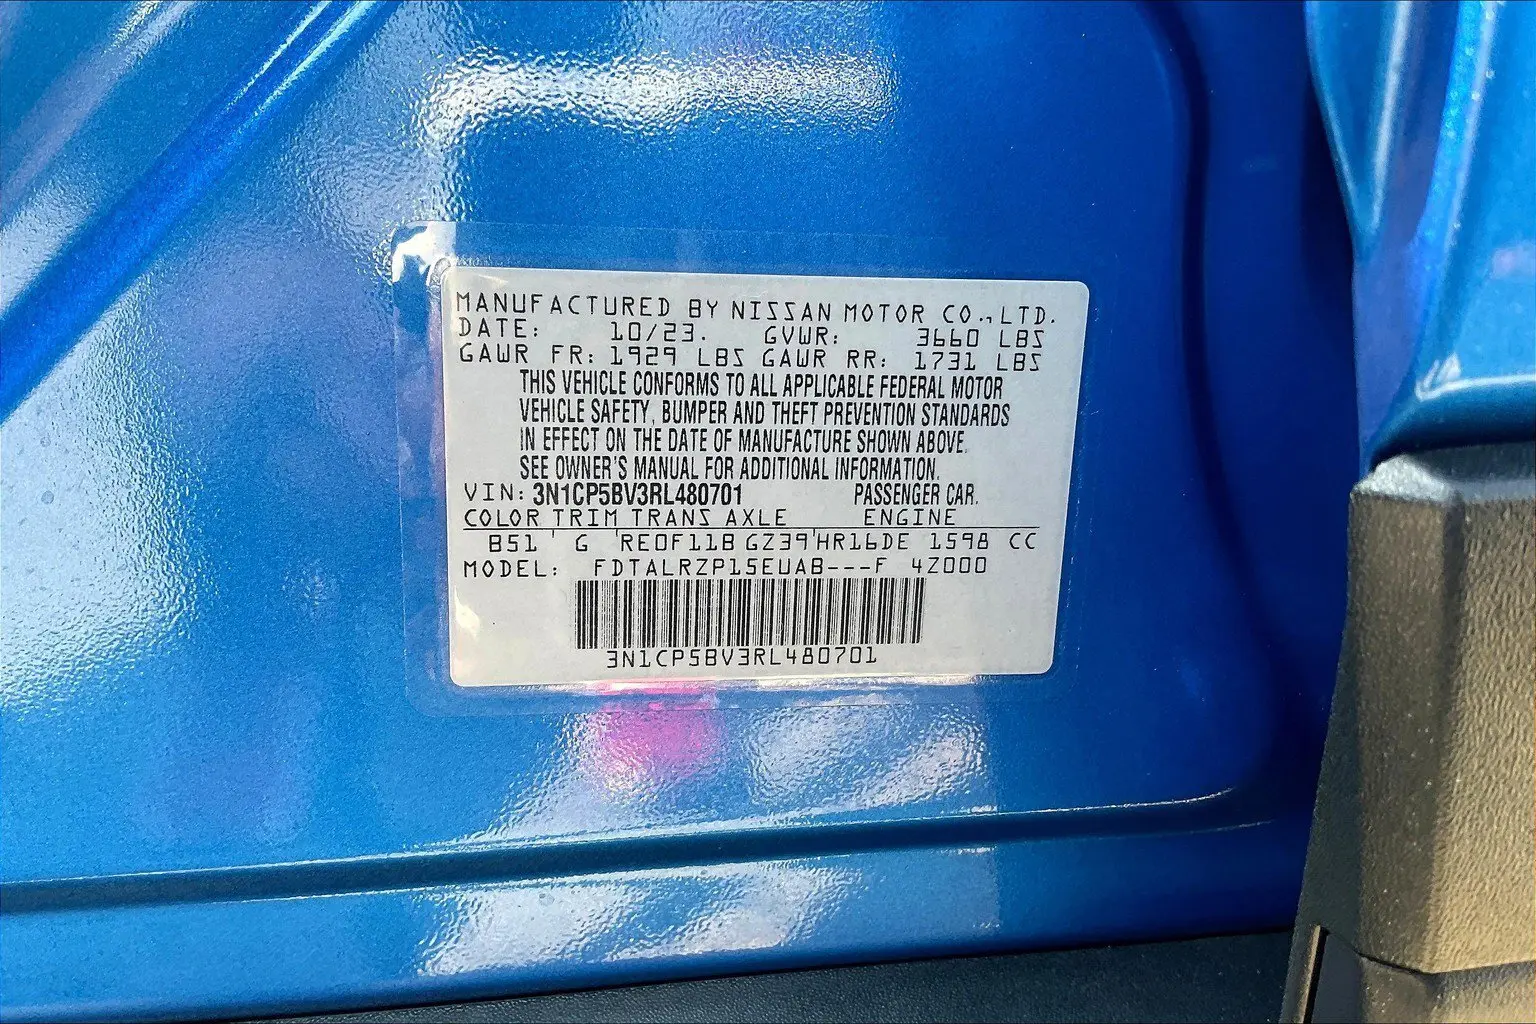 MANUFACTURED BY NISSAN MOTOR CO.,LTD.
DATE: 10/23. GVWR: 3660 LBS
GAWR FR: 1929 LBS GAWR RR: 1731 LBS
THIS VEHICLE CONFORMS TO ALL APPLICABLE FEDERAL MOTOR
VEHICLE SAFETY, BUMPER AND THEFT PREVENTION STANDARDS
IN EFFECT ON THE DATE OF MANUFACTURE SHOWN ABOVE.
SEE OWNER'S MANUAL FOR ADDITIONAL INFORMATION.
VIN: 3N1CP5BV3RL480701 PASSENGER CAR.
COLOR TRIM TRANS AXLE ENGINE
B51 ' G 'RE0F11B GZ39'HR16DE 1598 CC
MODEL: FDTALRZP15EUAB---F 4Z000
3N1CP5BV3RL480701